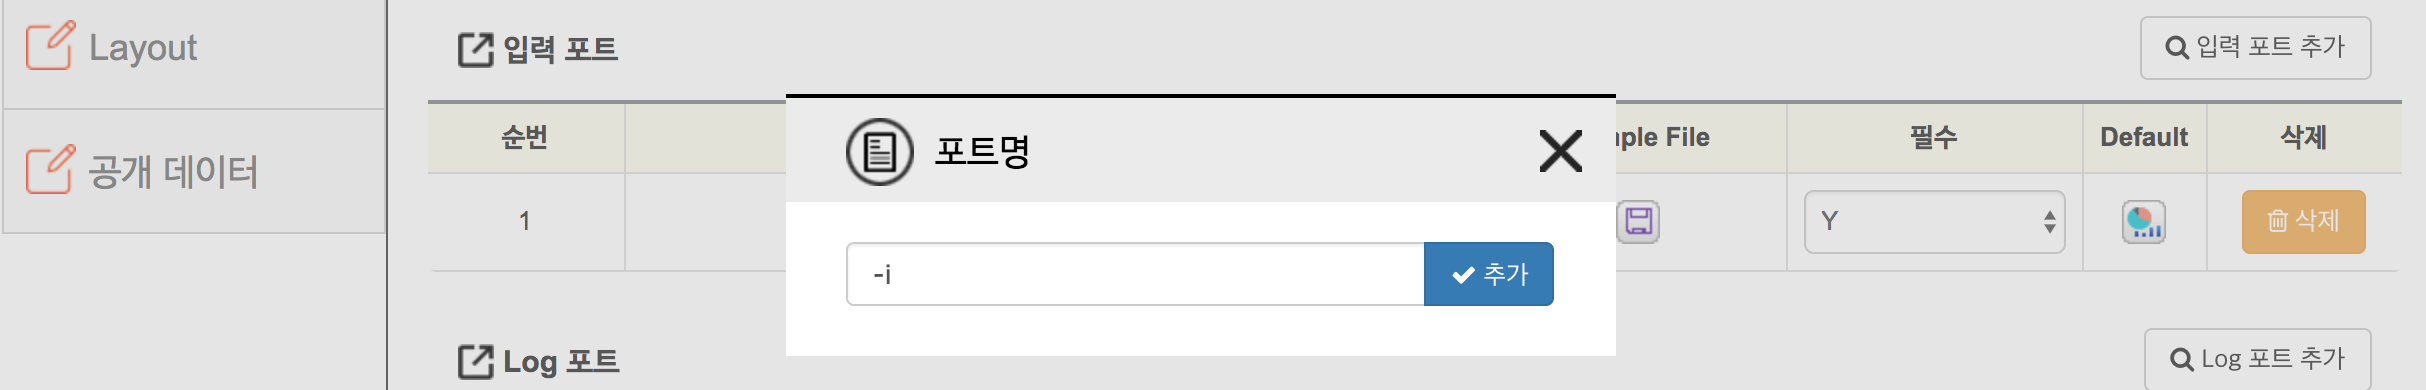 Layout
공개 데이터
입력 포트
입력 포트 추가
순번
ple File
필수
Default
삭제
1
Y
삭제
포트명
-i
추가
Log 포트
Log 포트 추가